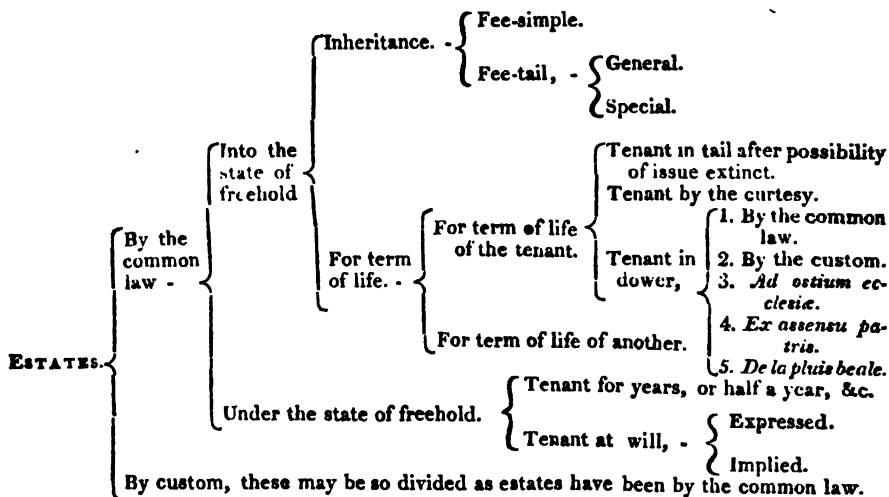 Fee-simple.
Inheritance. -
Fee-tail, -
General.
Special.
Into the
state of
freehold
Tenant in tail after possibility
of issue extinct.
Tenant by the curtesy.
For term of life
of the tenant.
Tenant in
dower,
1. By the common
law.
2. By the custom.
3. Ad ostium ec-
clesiæ.
4. Ex assensu pa-
tris.
5. De la pluis beale.
By the
common
law -
For term
of life. -
For term of life of another.
ESTATES.
Under the state of freehold.
Tenant for years, or half a year, &c.
Tenant at will, -
Expressed.
Implied.
By custom, these may be so divided as estates have been by the common law.